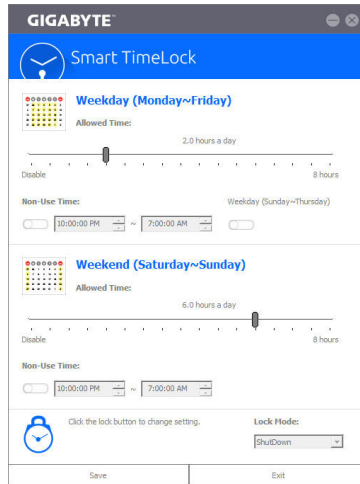 GIGABYTE™
Smart TimeLock
Weekday (Monday~Friday)
Allowed Time:
2.0 hours a day
Disable
8 hours
Non-Use Time:
Weekday (Sunday~Thursday)
10:00:00 PM ~ 7:00:00 AM
Weekend (Saturday~Sunday)
Allowed Time:
6.0 hours a day
Disable
8 hours
Non-Use Time:
10:00:00 PM ~ 7:00:00 AM
Click the lock button to change setting.
Lock Mode:
ShutDown
Save
Exit